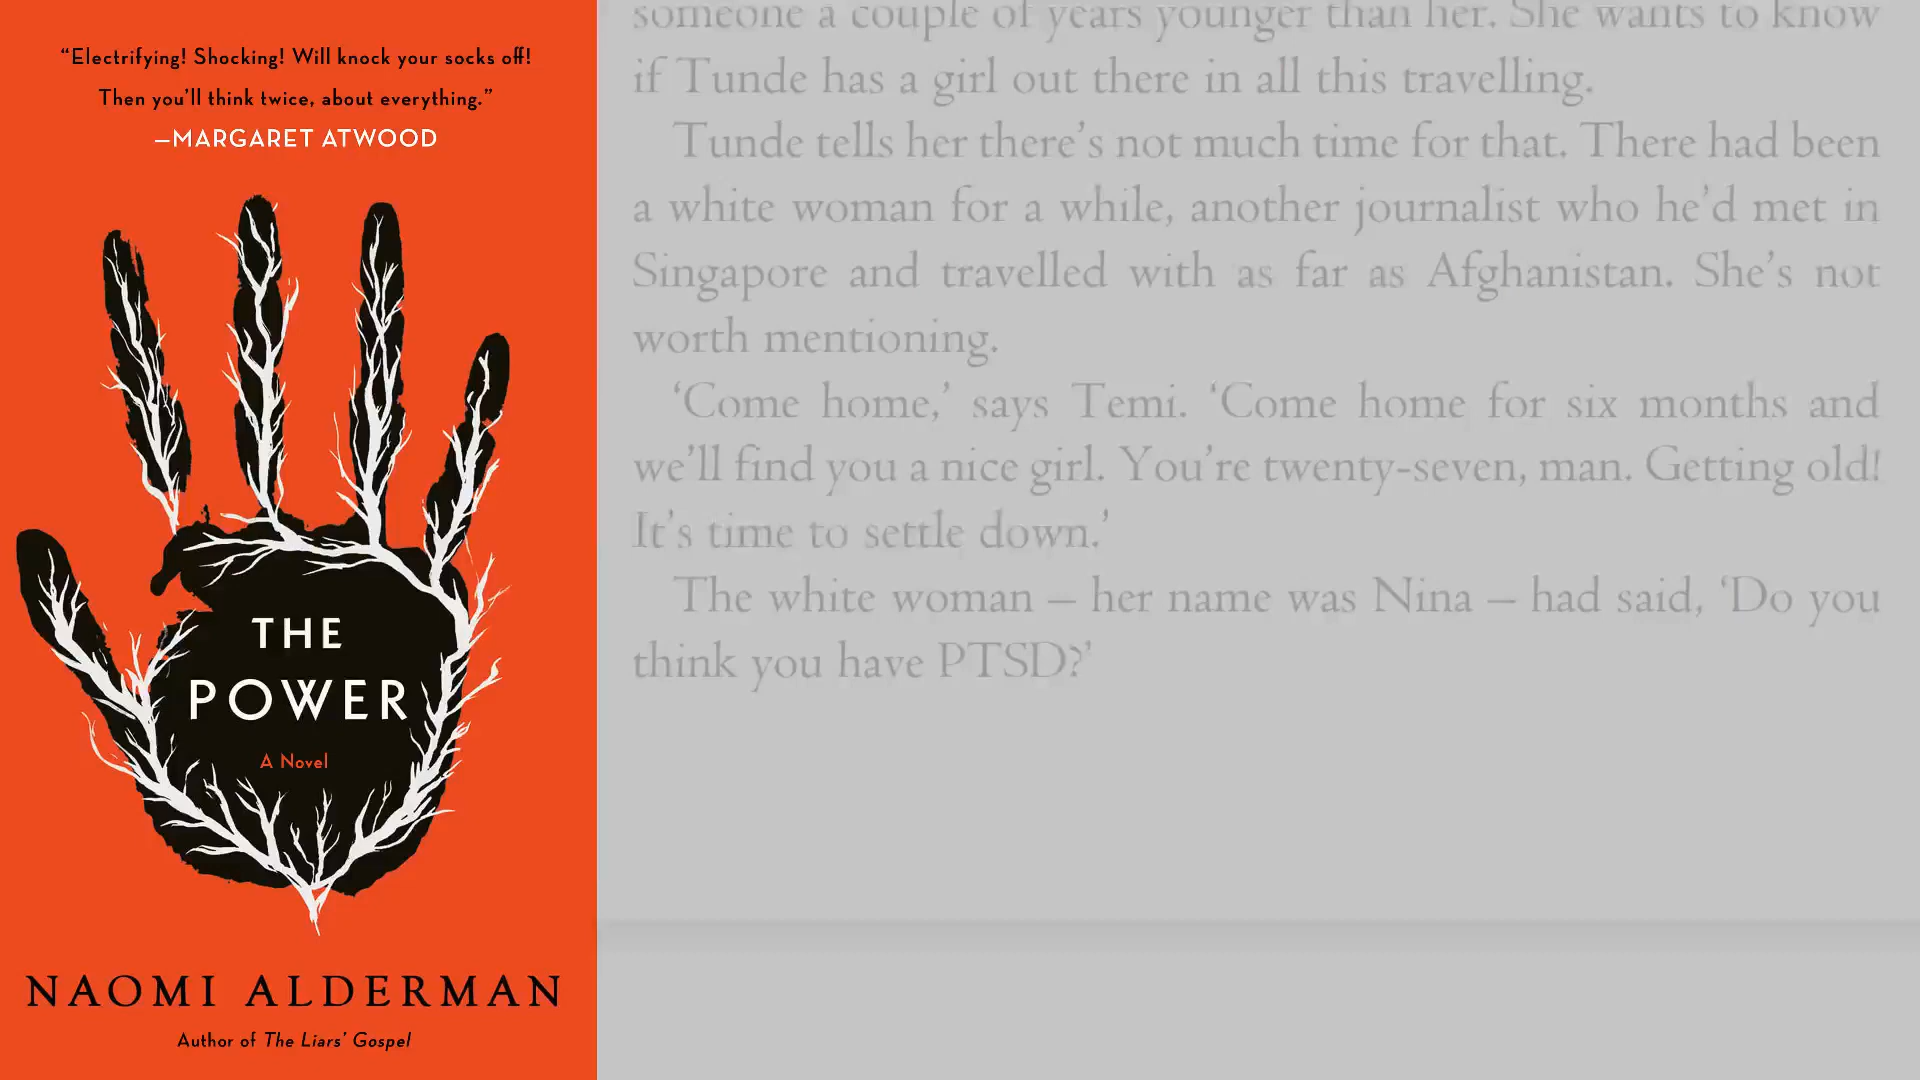 “Electrifying! Shocking! Will knock your socks off!
Then you’ll think twice, about everything.”
—MARGARET ATWOOD
THE
POWER
A Novel
NAOMI ALDERMAN
Author of The Liars’ Gospel
someone a couple of years younger than her. She wants to know
if Tunde has a girl out there in all this travelling.
Tunde tells her there’s not much time for that. There had been
a white woman for a while, another journalist who he’d met in
Singapore and travelled with as far as Afghanistan. She’s not
worth mentioning.
‘Come home,’ says Temi. ‘Come home for six months and
we’ll find you a nice girl. You’re twenty-seven, man. Getting old!
It’s time to settle down.’
The white woman – her name was Nina – had said, ‘Do you
think you have PTSD?’